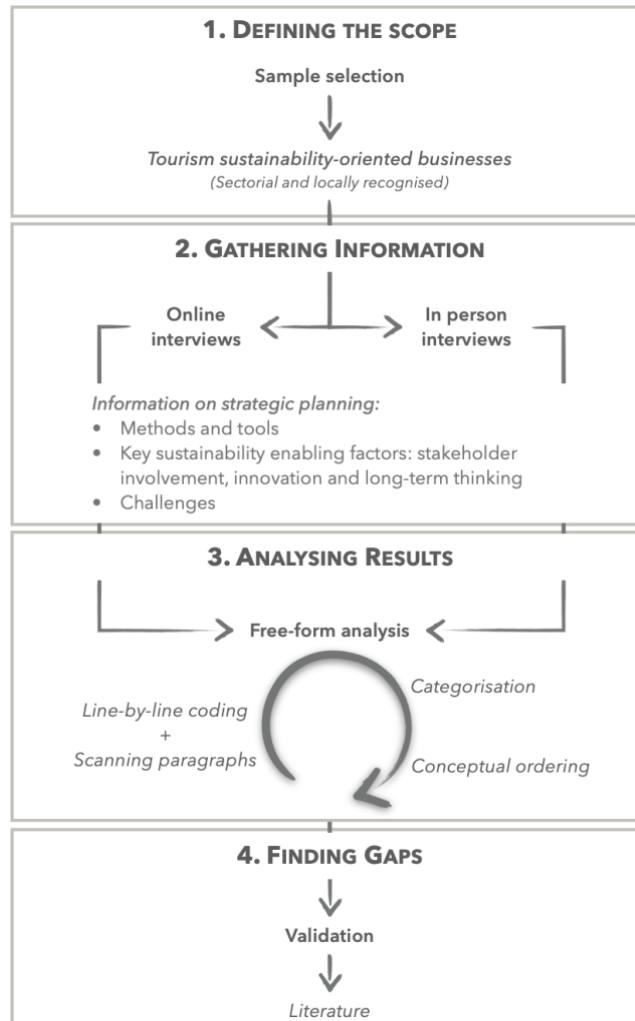 1. DEFINING THE SCOPE
Sample selection
Tourism sustainability-oriented businesses
(Sectorial and locally recognised)
2. GATHERING INFORMATION
Online
interviews
In person
interviews
Information on strategic planning:
• Methods and tools
• Key sustainability enabling factors: stakeholder
involvement, innovation and long-term thinking
• Challenges
3. ANALYSING RESULTS
Free-form analysis
Line-by-line coding
+
Scanning paragraphs
Categorisation
Conceptual ordering
4. FINDING GAPS
Validation
Literature